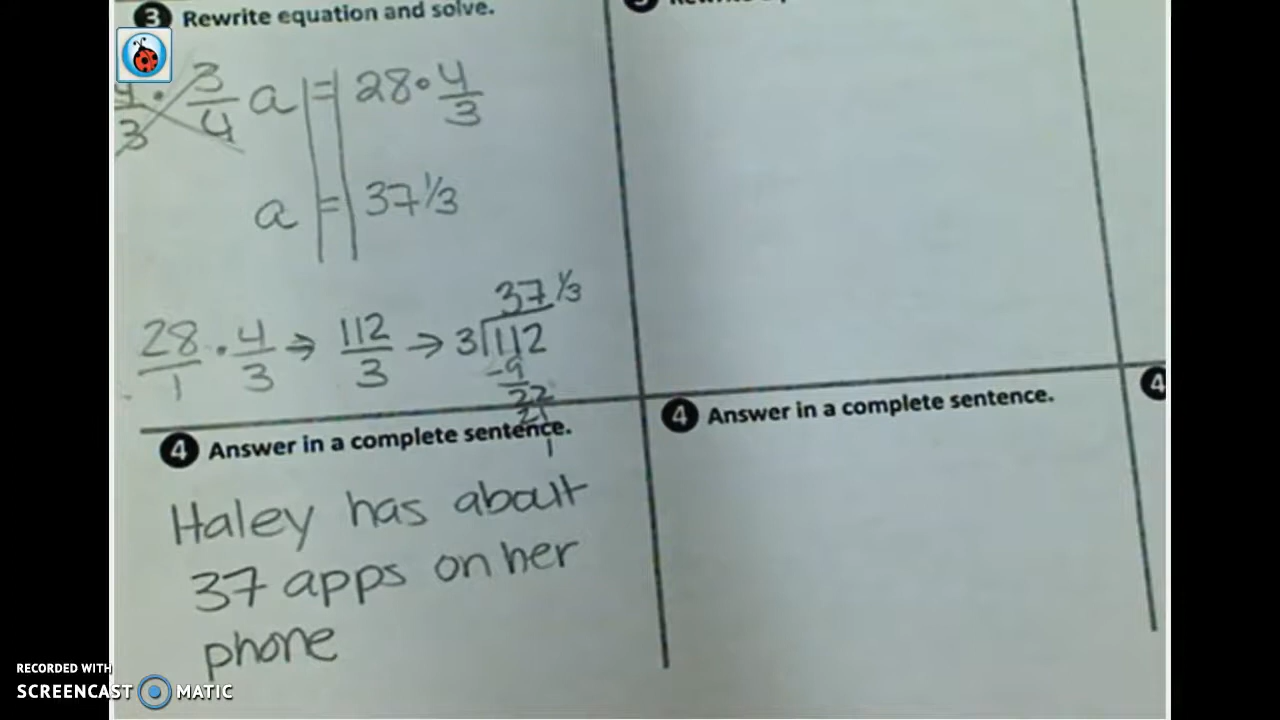 3 Rewrite equation and solve.
4/3 · 3/4 a = 28 · 4/3
a = 37 1/3
28/1 · 4/3 → 112/3 → 3)112
37 1/3
-9
22
21
1
4 Answer in a complete sentence.
Haley has about
37 apps on her
phone
4 Answer in a complete sentence.
4
RECORDED WITH
SCREENCAST MATIC